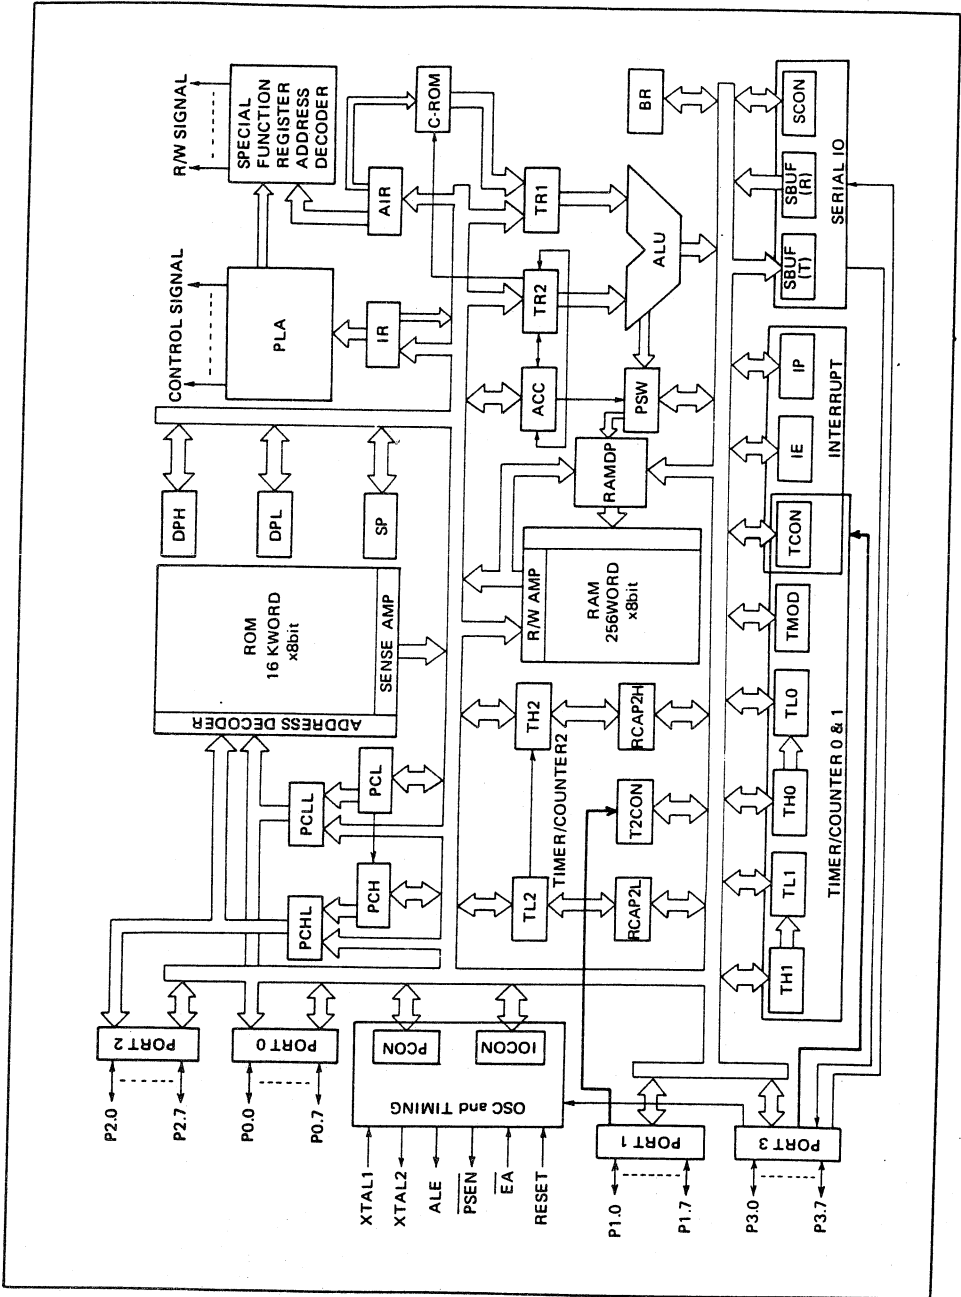 R/W SIGNAL
SPECIAL
FUNCTION
REGISTER
ADDRESS
DECODER
C-ROM
AIR
TR1
BR
SCON
SBUF
(R)
SBUF
(T)
SERIAL IO
CONTROL SIGNAL
PLA
IR
TR2
ALU
ACC
PSW
RAMDP
IP
IE
INTERRUPT
TCON
DPH
DPL
SP
ROM
16 KWORD
x8bit
SENSE AMP
ADDRESS DECODER
R/W AMP
RAM
256WORD
x8bit
TMOD
TL0
TH0
TL1
TH1
TIMER/COUNTER 0 & 1
PCL
PCLL
PCH
PCHL
TH2
TL2
TIMER/COUNTER2
RCAP2H
T2CON
RCAP2L
PORT 2
PORT 0
PCON
IOCON
OSC and TIMING
PORT 1
PORT 3
P2.0
P2.7
P0.0
P0.7
XTAL1
XTAL2
ALE
PSEN
EA
RESET
P1.0
P1.7
P3.0
P3.7